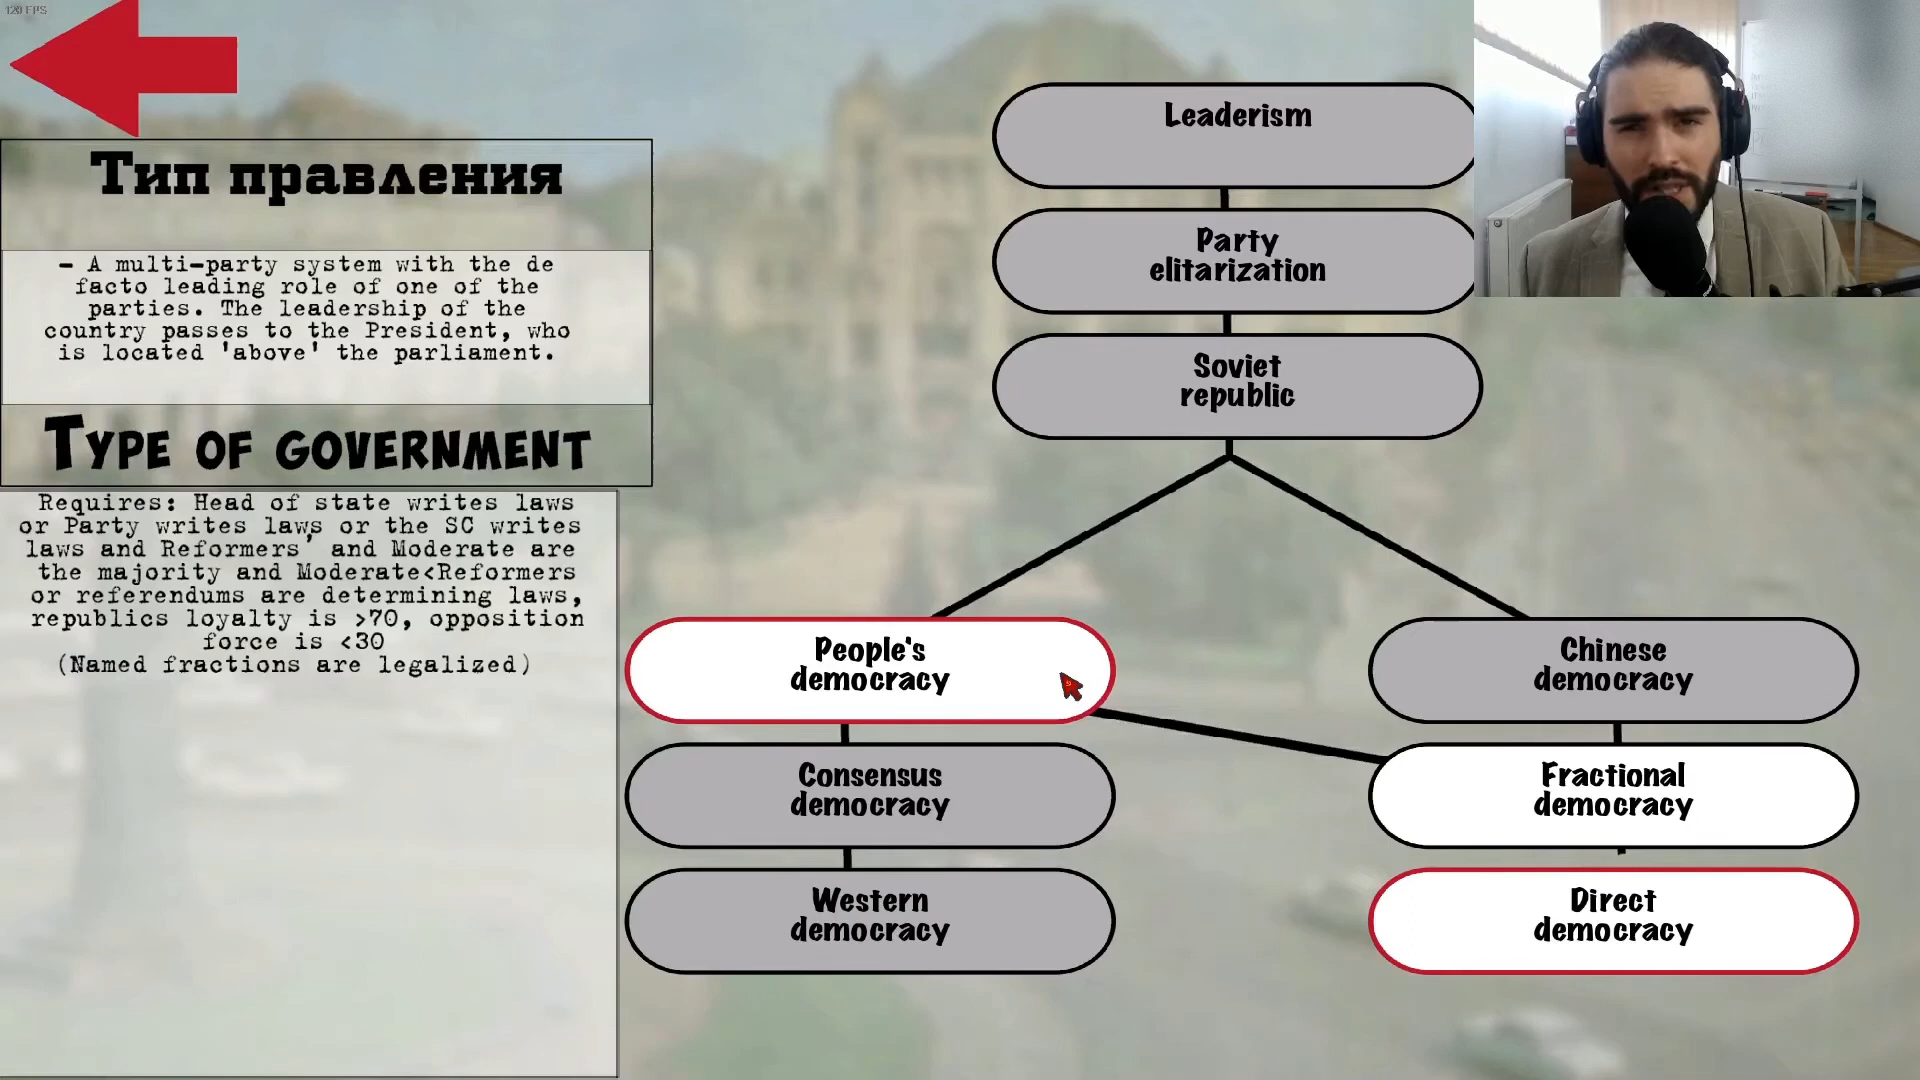 120 FPS
Тип правления
- A multi-party system with the de
facto leading role of one of the
parties. The leadership of the
country passes to the President, who
is located 'above' the parliament.
Type of government
Requires: Head of state writes laws
or Party writes laws or the SC writes
laws and Reformers' and Moderate are
the majority and Moderate<Reformers
or referendums are determining laws,
republics loyalty is >70, opposition
force is <30
(Named fractions are legalized)
Leaderism
Party
elitarization
Soviet
republic
People's
democracy
Chinese
democracy
Consensus
democracy
Fractional
democracy
Western
democracy
Direct
democracy